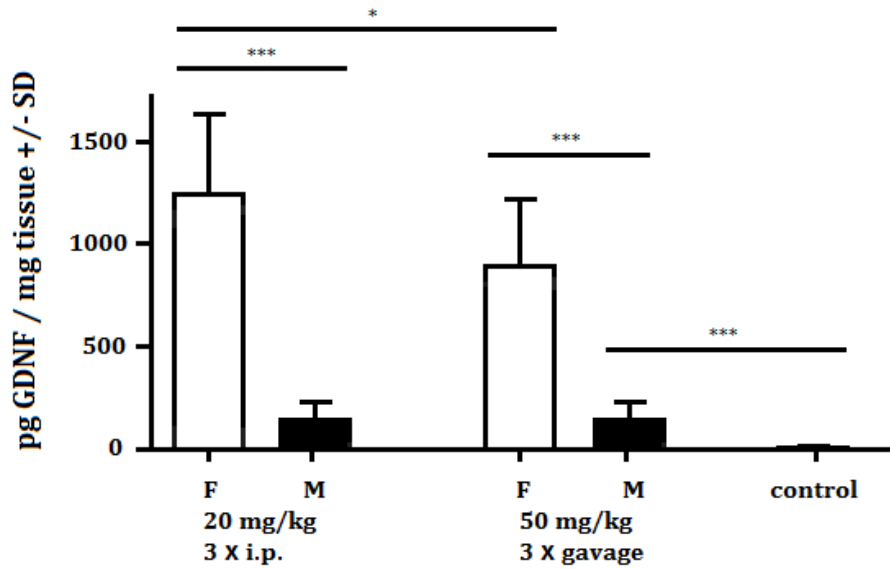 *
***
pg GDNF / mg tissue +/- SD
1500
***
1000
500
***
0
F M F M control
20 mg/kg 50 mg/kg
3 x i.p. 3 x gavage